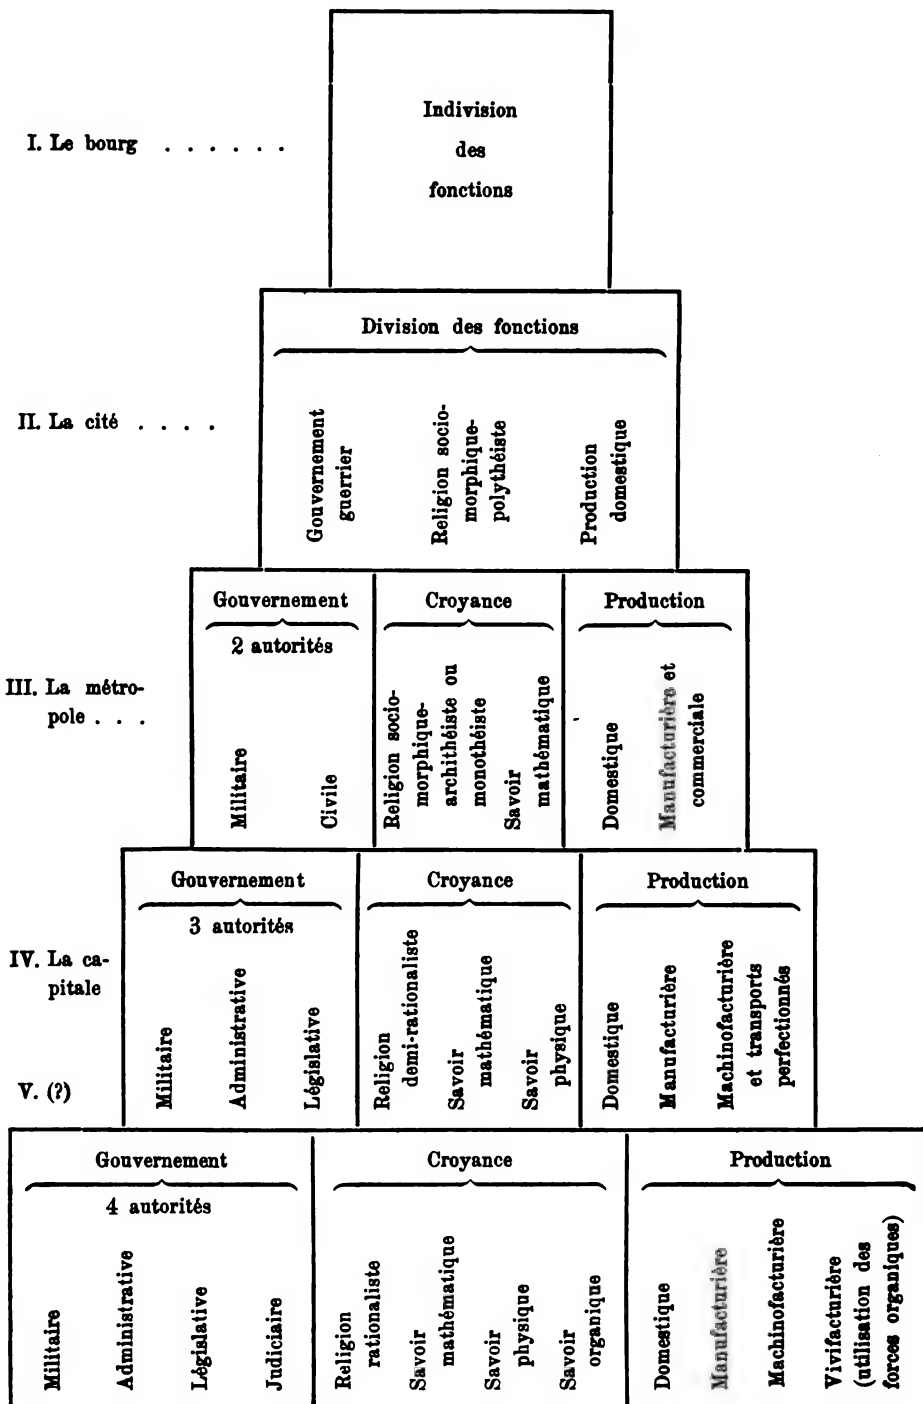 I. Le bourg . . . . . .
Indivision
des
fonctions
II. La cité . . . .
Division des fonctions
Gouvernement
guerrier
Religion socio-
morphique-
polythéiste
Production
domestique
III. La métro-
pole . . .
Gouvernement
2 autorités
Militaire
Civile
Croyance
Religion socio-
morphique-
archithéiste ou
monothéiste
Savoir
mathématique
Production
Domestique
Manufacturière et
commerciale
IV. La ca-
pitale
Gouvernement
3 autorités
Militaire
Administrative
Législative
Croyance
Religion
demi-rationaliste
Savoir
mathématique
Savoir
physique
Production
Domestique
Manufacturière
Machinofacturière
et transports
perfectionnés
V. (?)
Gouvernement
4 autorités
Militaire
Administrative
Législative
Judiciaire
Croyance
Religion
rationaliste
Savoir
mathématique
Savoir
physique
Savoir
organique
Production
Domestique
Manufacturière
Machinofacturière
Vivifacturière
(utilisation des
forces organiques)